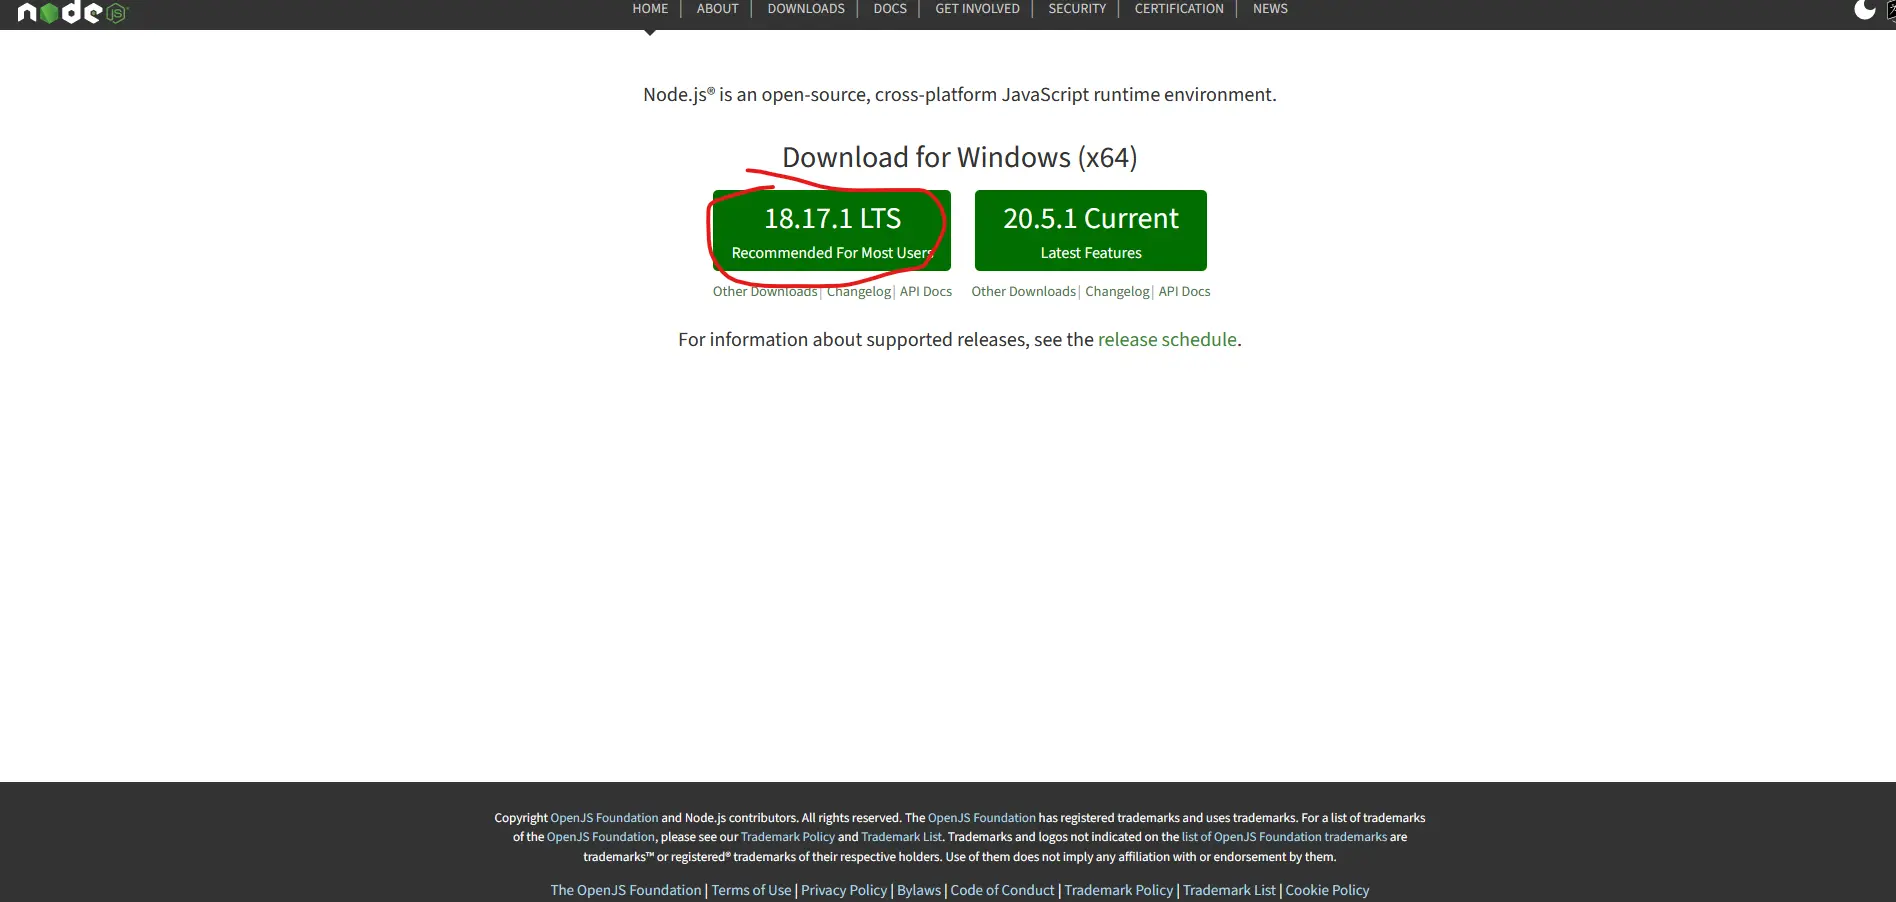 node JS
HOME | ABOUT | DOWNLOADS | DOCS | GET INVOLVED | SECURITY | CERTIFICATION | NEWS
Node.js® is an open-source, cross-platform JavaScript runtime environment.
Download for Windows (x64)
18.17.1 LTS
Recommended For Most Users
20.5.1 Current
Latest Features
Other Downloads | Changelog | API Docs
Other Downloads | Changelog | API Docs
For information about supported releases, see the release schedule.
Copyright OpenJS Foundation and Node.js contributors. All rights reserved. The OpenJS Foundation has registered trademarks and uses trademarks. For a list of trademarks
of the OpenJS Foundation, please see our Trademark Policy and Trademark List. Trademarks and logos not indicated on the list of OpenJS Foundation trademarks are
trademarks™ or registered® trademarks of their respective holders. Use of them does not imply any affiliation with or endorsement by them.
The OpenJS Foundation | Terms of Use | Privacy Policy | Bylaws | Code of Conduct | Trademark Policy | Trademark List | Cookie Policy